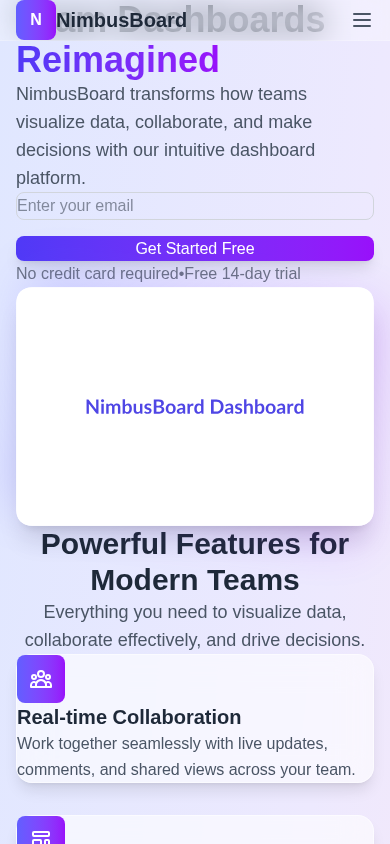 N NimbusBoard
am Dashboards
Reimagined
NimbusBoard transforms how teams
visualize data, collaborate, and make
decisions with our intuitive dashboard
platform.
Enter your email
Get Started Free
No credit card required•Free 14-day trial
NimbusBoard Dashboard
Powerful Features for
Modern Teams
Everything you need to visualize data,
collaborate effectively, and drive decisions.
Real-time Collaboration
Work together seamlessly with live updates,
comments, and shared views across your team.